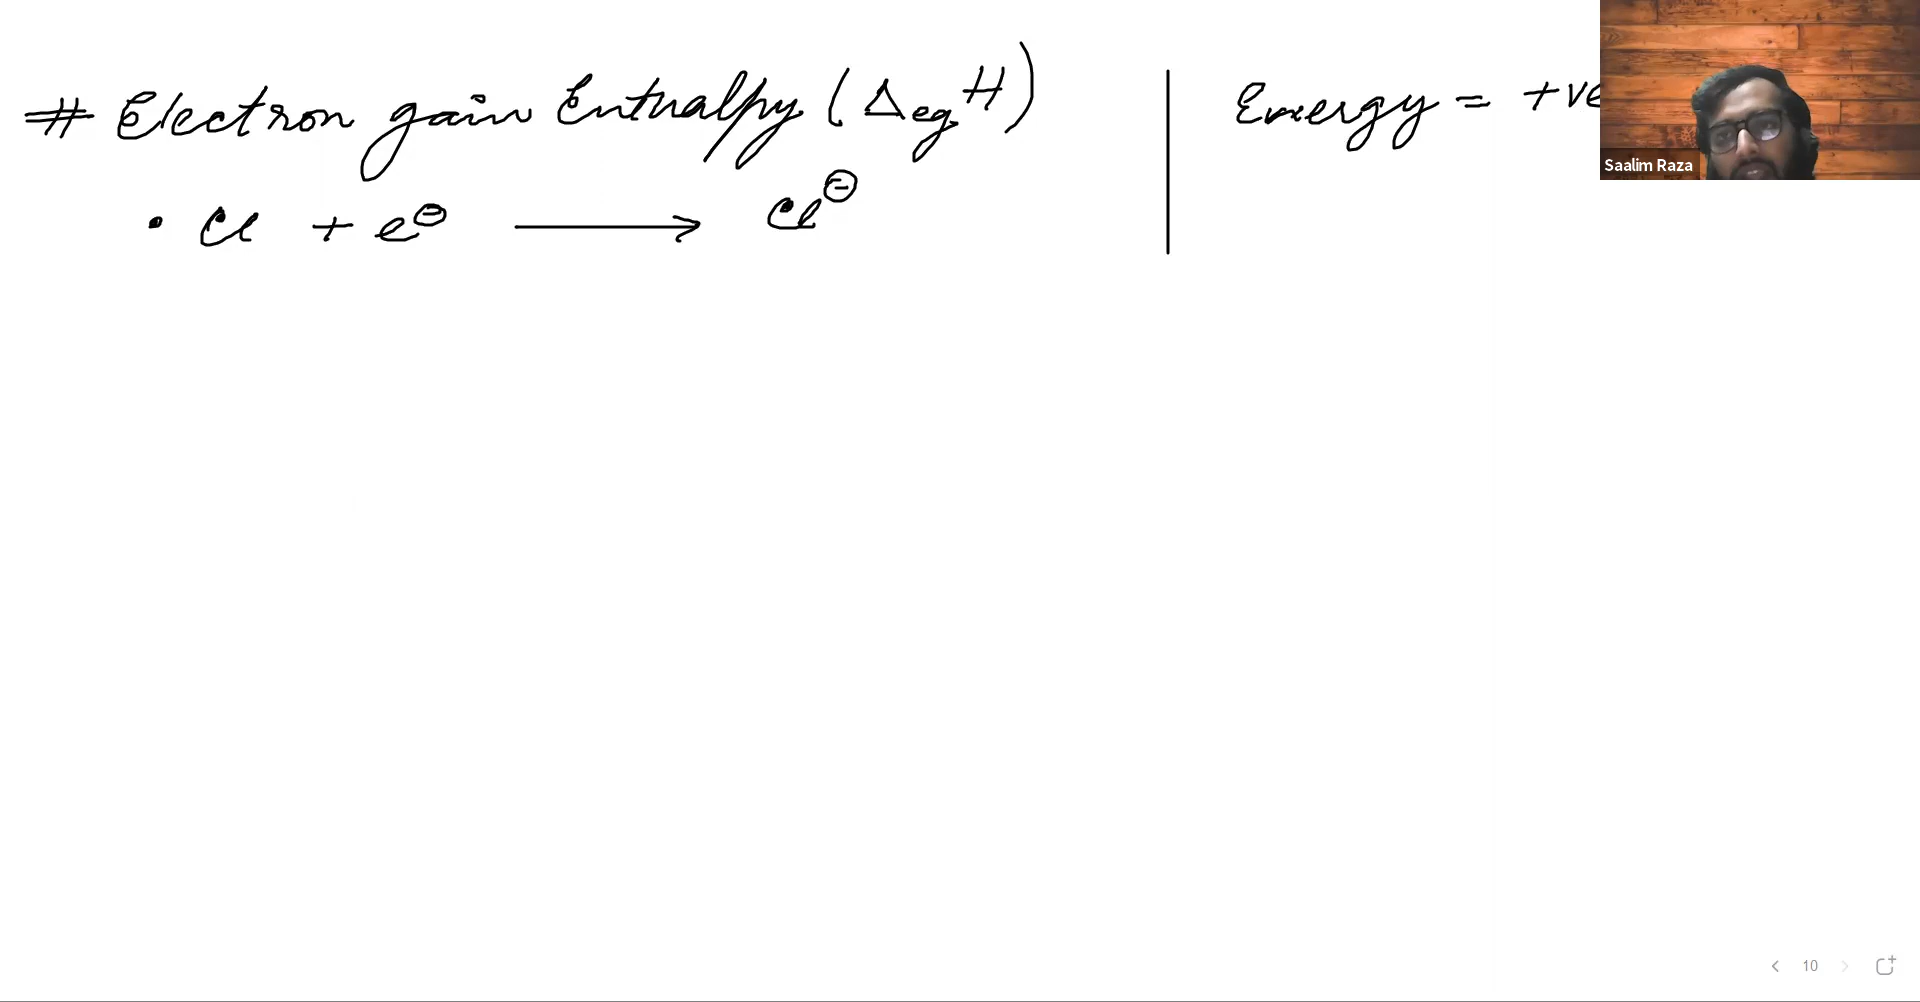 # Electron gain Enthalpy (ΔegH)
Energy = +ve
Saalim Raza
• Cl + e⊖ ⟶ Cl⊖
10